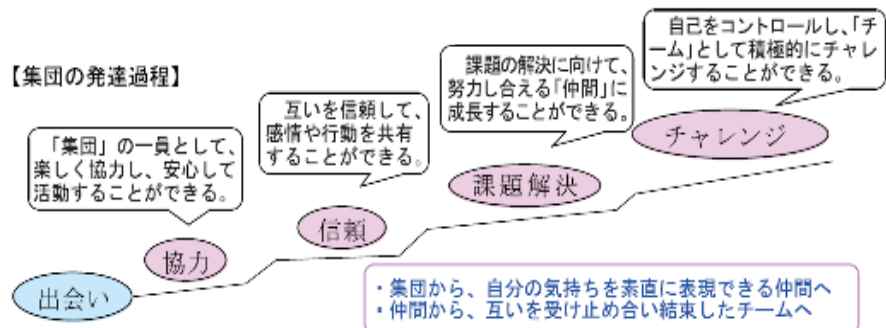 【集団の発達過程】
「集団」の一員として、
楽しく協力し、安心して
活動することができる。
互いを信頼して、
感情や行動を共有
することができる。
課題の解決に向けて、
努力し合える「仲間」に
成長することができる。
自己をコントロールし、「チ
ーム」として積極的にチャレ
ンジすることができる。
出会い
協力
信頼
課題解決
チャレンジ
・集団から、自分の気持ちを素直に表現できる仲間へ
・仲間から、互いを受け止め合い結束したチームへ